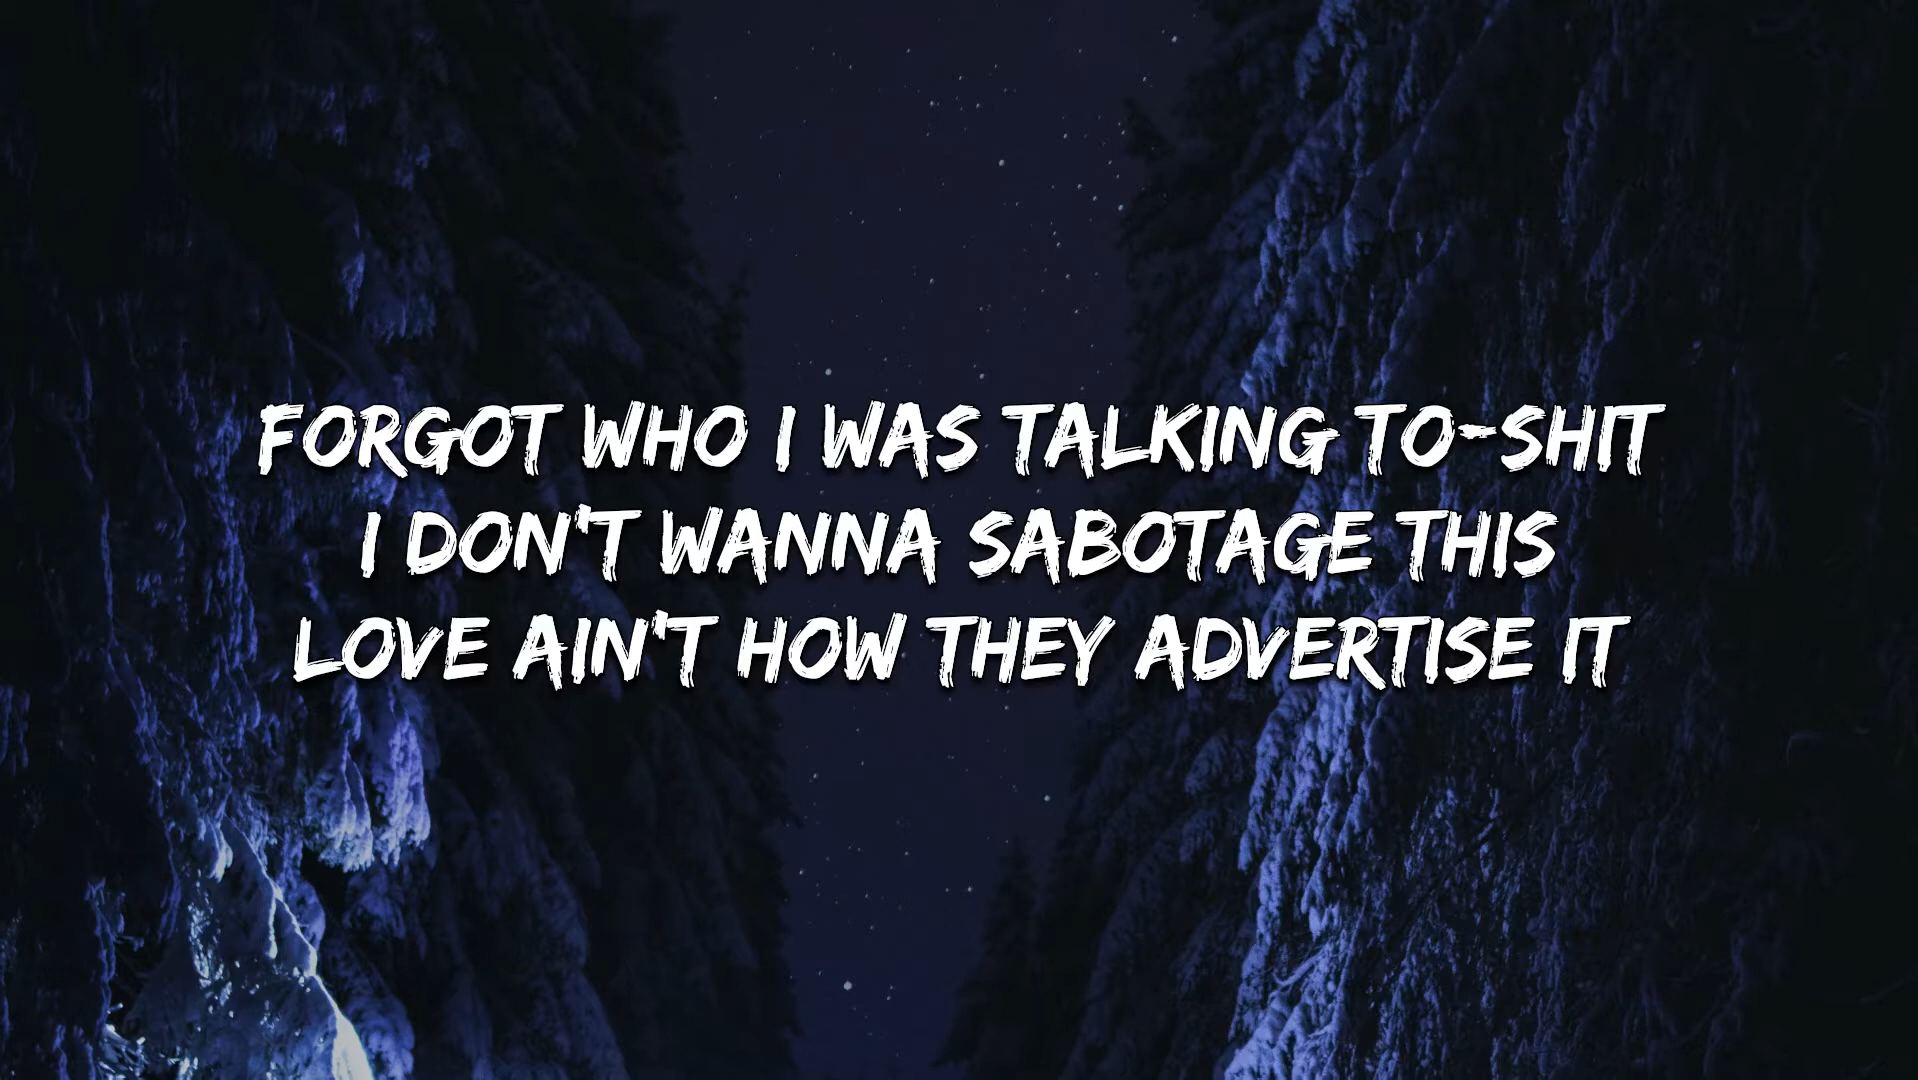 FORGOT WHO I WAS TALKING TO-SHIT
I DON'T WANNA SABOTAGE THIS
LOVE AIN'T HOW THEY ADVERTISE IT